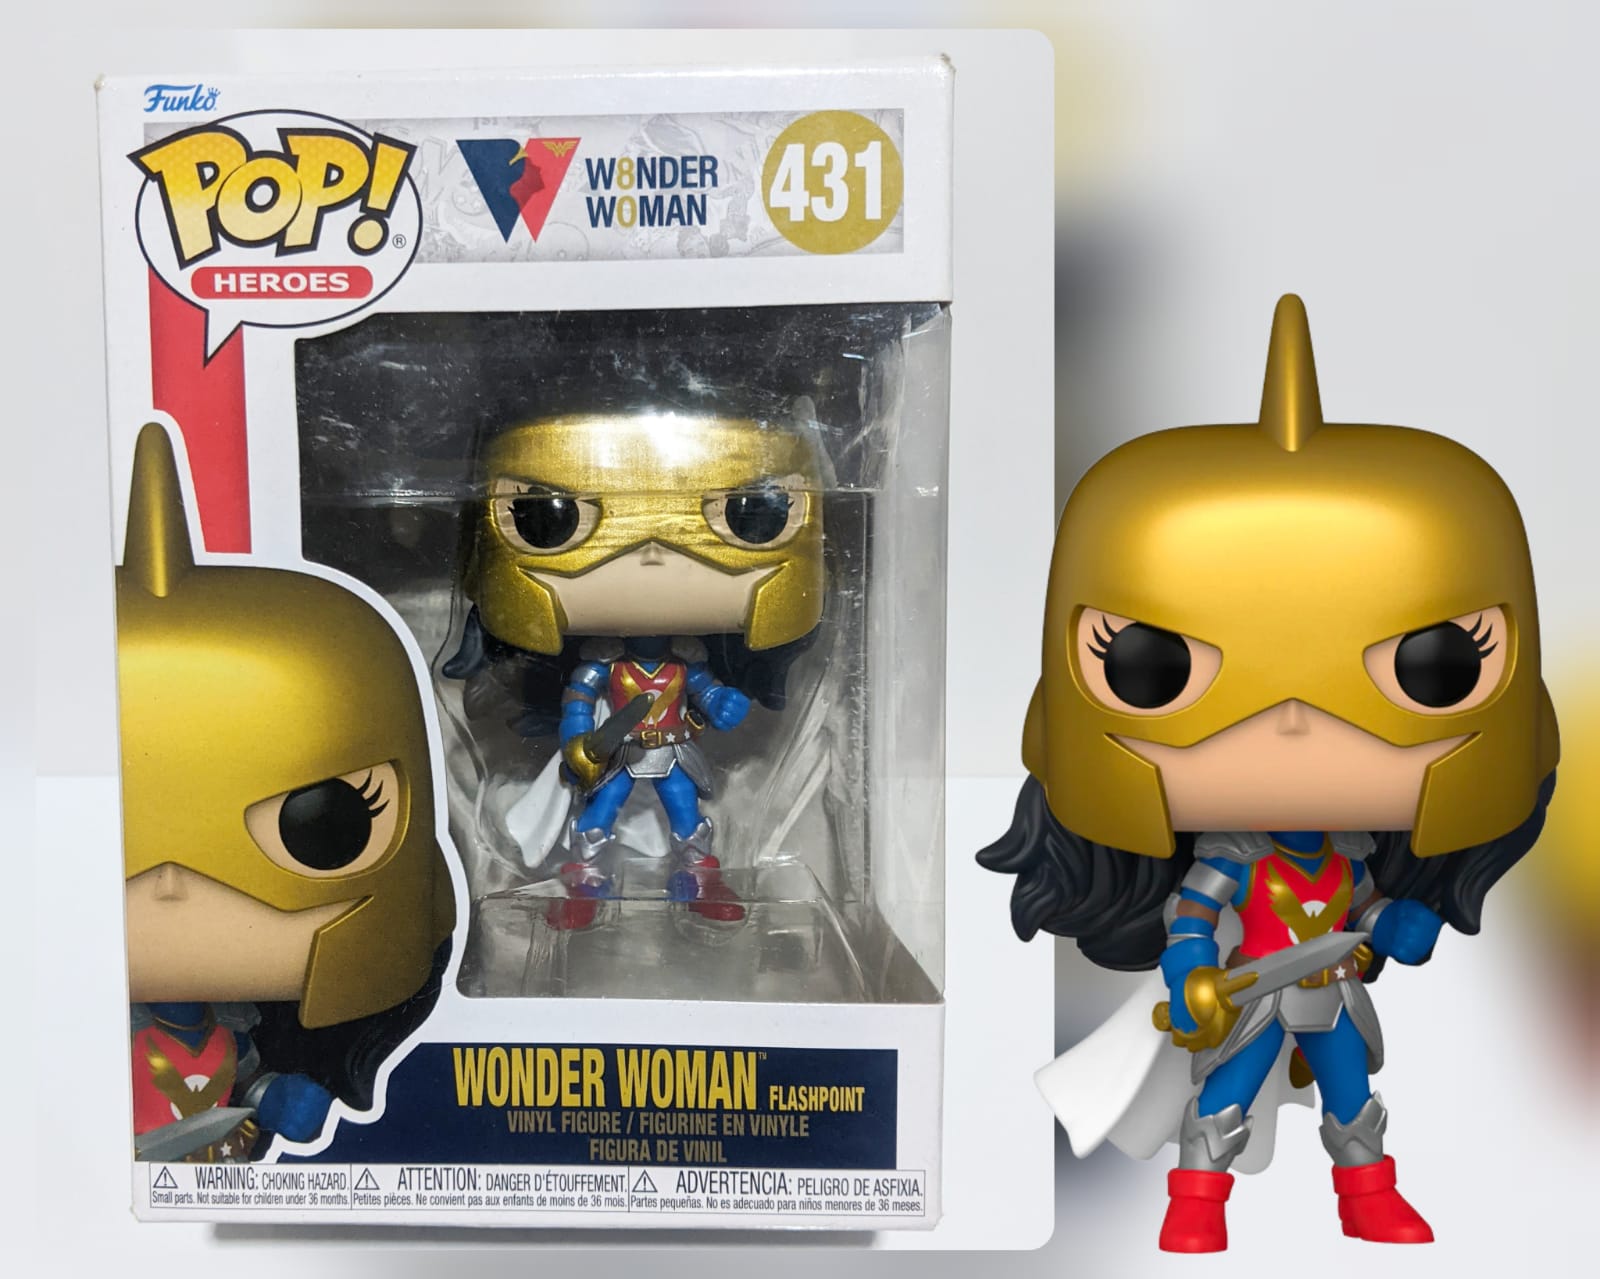 Funko
POP!®
HEROES
W8NDER
W0MAN
431
WONDER WOMAN™ FLASHPOINT
VINYL FIGURE / FIGURINE EN VINYLE
FIGURA DE VINIL
WARNING: CHOKING HAZARD.
Small parts. Not suitable for children under 36 months.
ATTENTION: DANGER D'ÉTOUFFEMENT.
Petites pièces. Ne convient pas aux enfants de moins de 36 mois.
ADVERTENCIA: PELIGRO DE ASFIXIA.
Partes pequeñas. No es adecuado para niños menores de 36 meses.